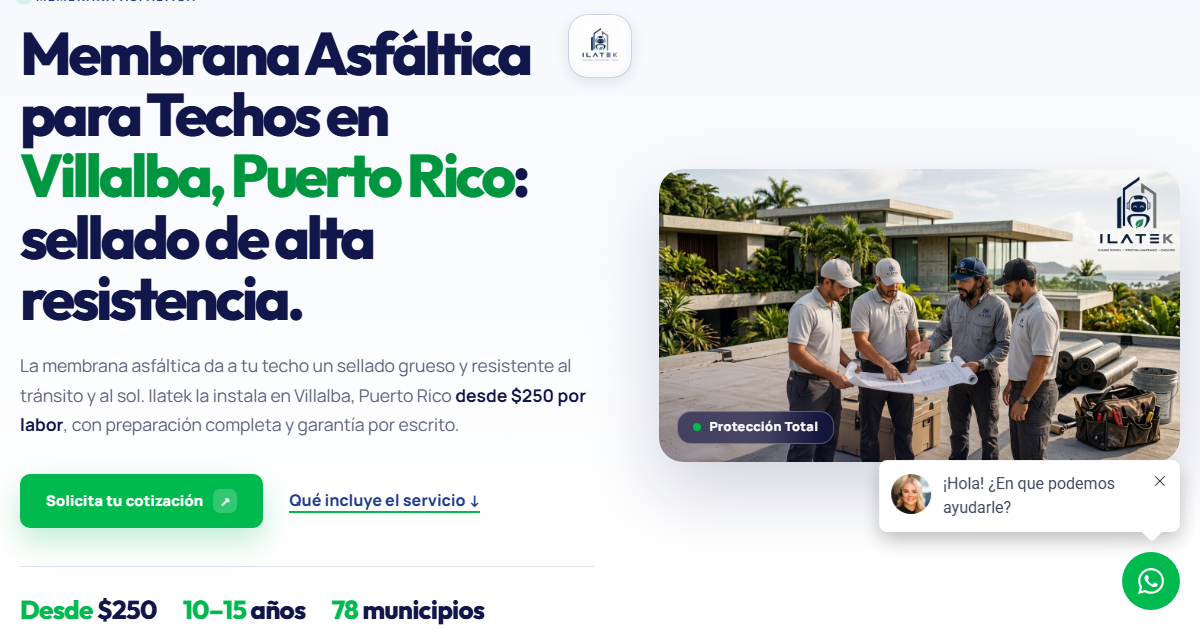 Membrana Asfáltica
para Techos en
Villalba, Puerto Rico:
sellado de alta
resistencia.
ILATEK
La membrana asfáltica da a tu techo un sellado grueso y resistente al
tránsito y al sol. Ilatek la instala en Villalba, Puerto Rico desde $250 por
labor, con preparación completa y garantía por escrito.
Solicita tu cotización ↗
Qué incluye el servicio ↓
Desde $250
10–15 años
78 municipios
ILATEK
Protección Total
¡Hola! ¿En que podemos
ayudarle?